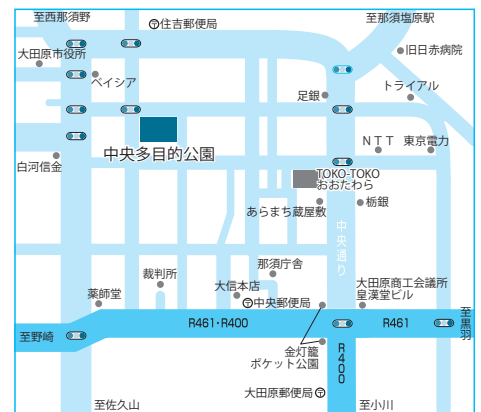 至西那須野
〶住吉郵便局
至那須塩原駅
大田原市役所
旧日赤病院
ベイシア
トライアル
足銀
中央多目的公園
NTT
東京電力
白河信金
TOKO-TOKO
おおたわら
あらまち蔵屋敷
栃銀
中央通り
那須庁舎
裁判所
大信本店
大田原商工会議所
皇漢堂ビル
薬師堂
〶中央郵便局
至黒羽
R461・R400
R461
至野崎
金灯籠
ポケット公園
R400
大田原郵便局〶
至佐久山
至小川